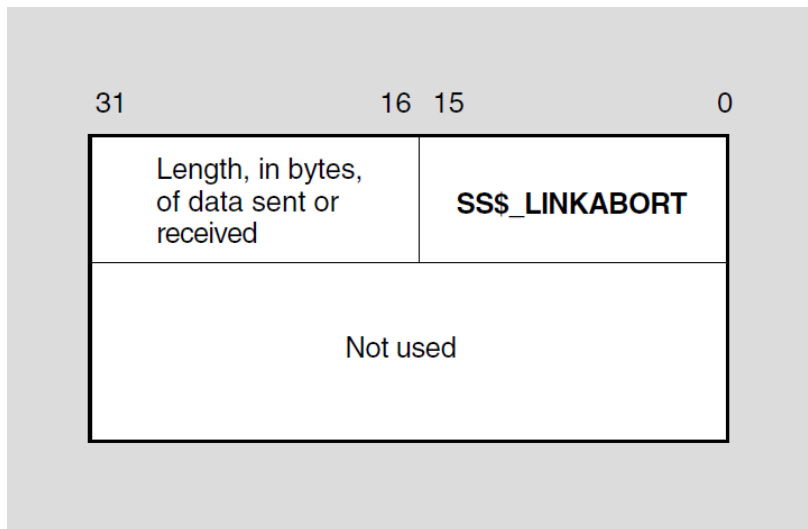 31 16 15 0
Length, in bytes,
of data sent or
received
SS$_LINKABORT
Not used